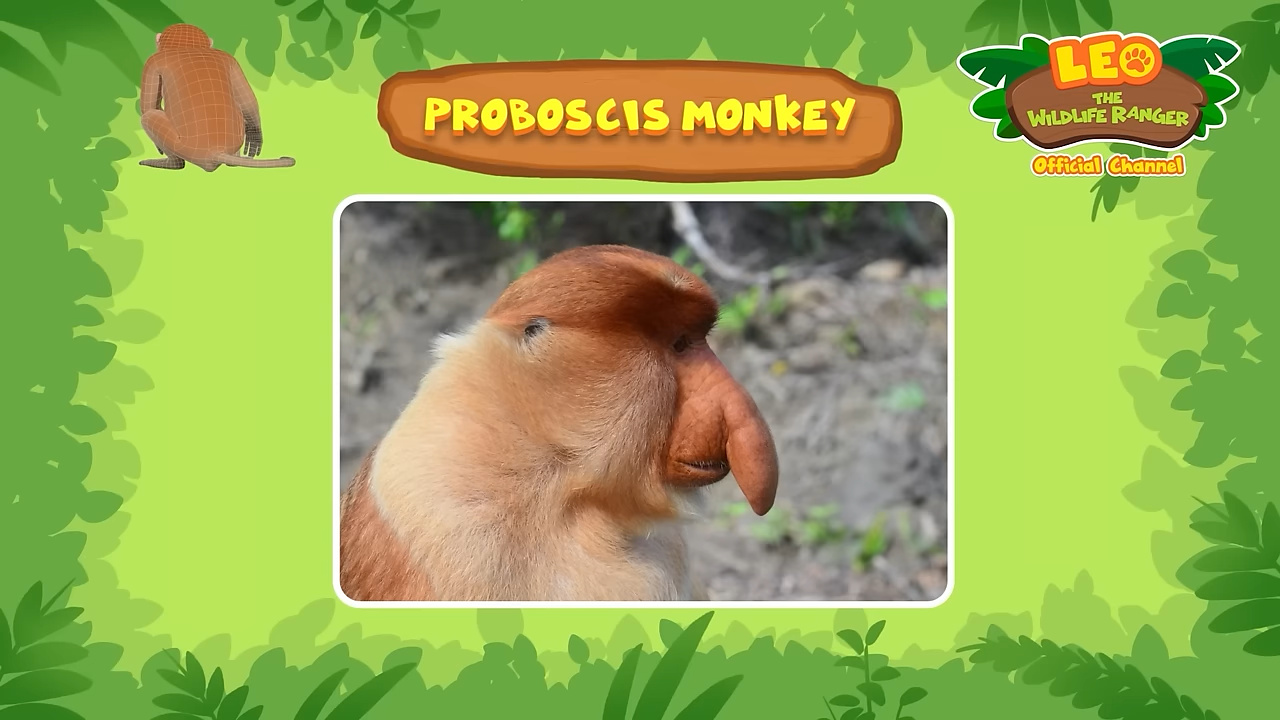 PROBOSCIS MONKEY
LEO
THE
WILDLIFE RANGER
Official Channel